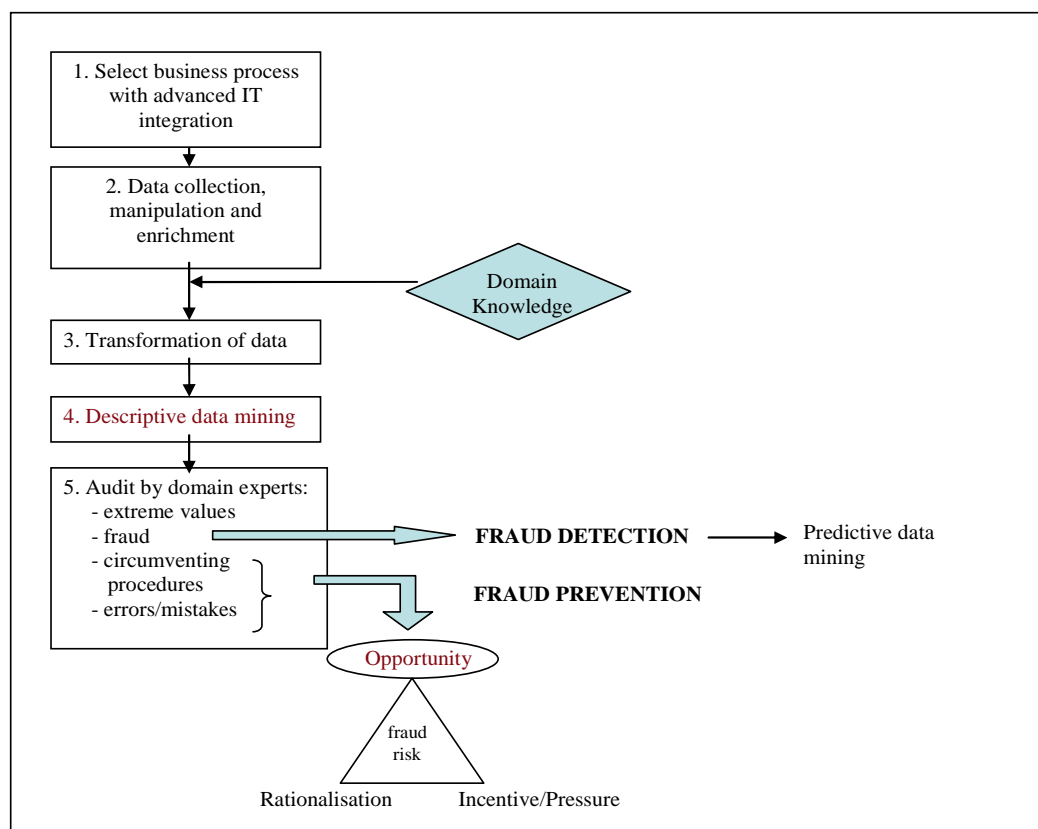 1. Select business process
with advanced IT
integration
2. Data collection,
manipulation and
enrichment
Domain
Knowledge
3. Transformation of data
4. Descriptive data mining
5. Audit by domain experts:
- extreme values
- fraud
- circumventing
procedures
- errors/mistakes
FRAUD DETECTION
Predictive data
mining
FRAUD PREVENTION
Opportunity
fraud
risk
Rationalisation
Incentive/Pressure